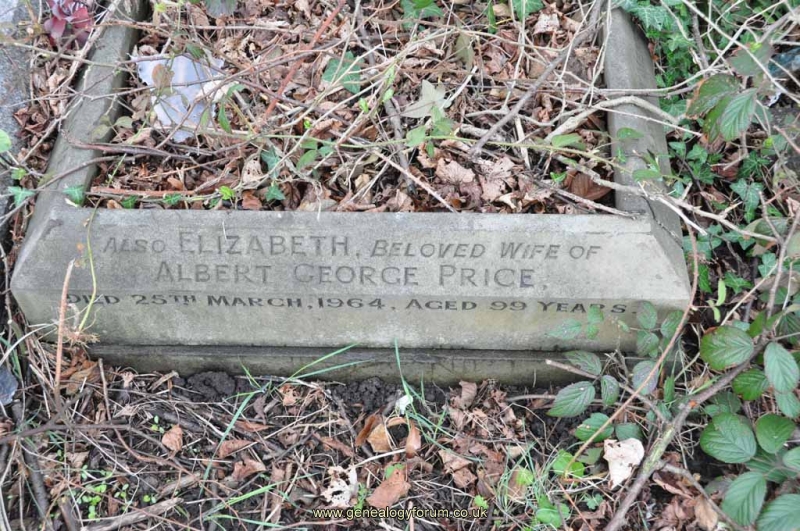 ALSO ELIZABETH, BELOVED WIFE OF
ALBERT GEORGE PRICE.
DIED 25TH MARCH, 1964, AGED 99 YEARS.
www.genealogyforum.co.uk